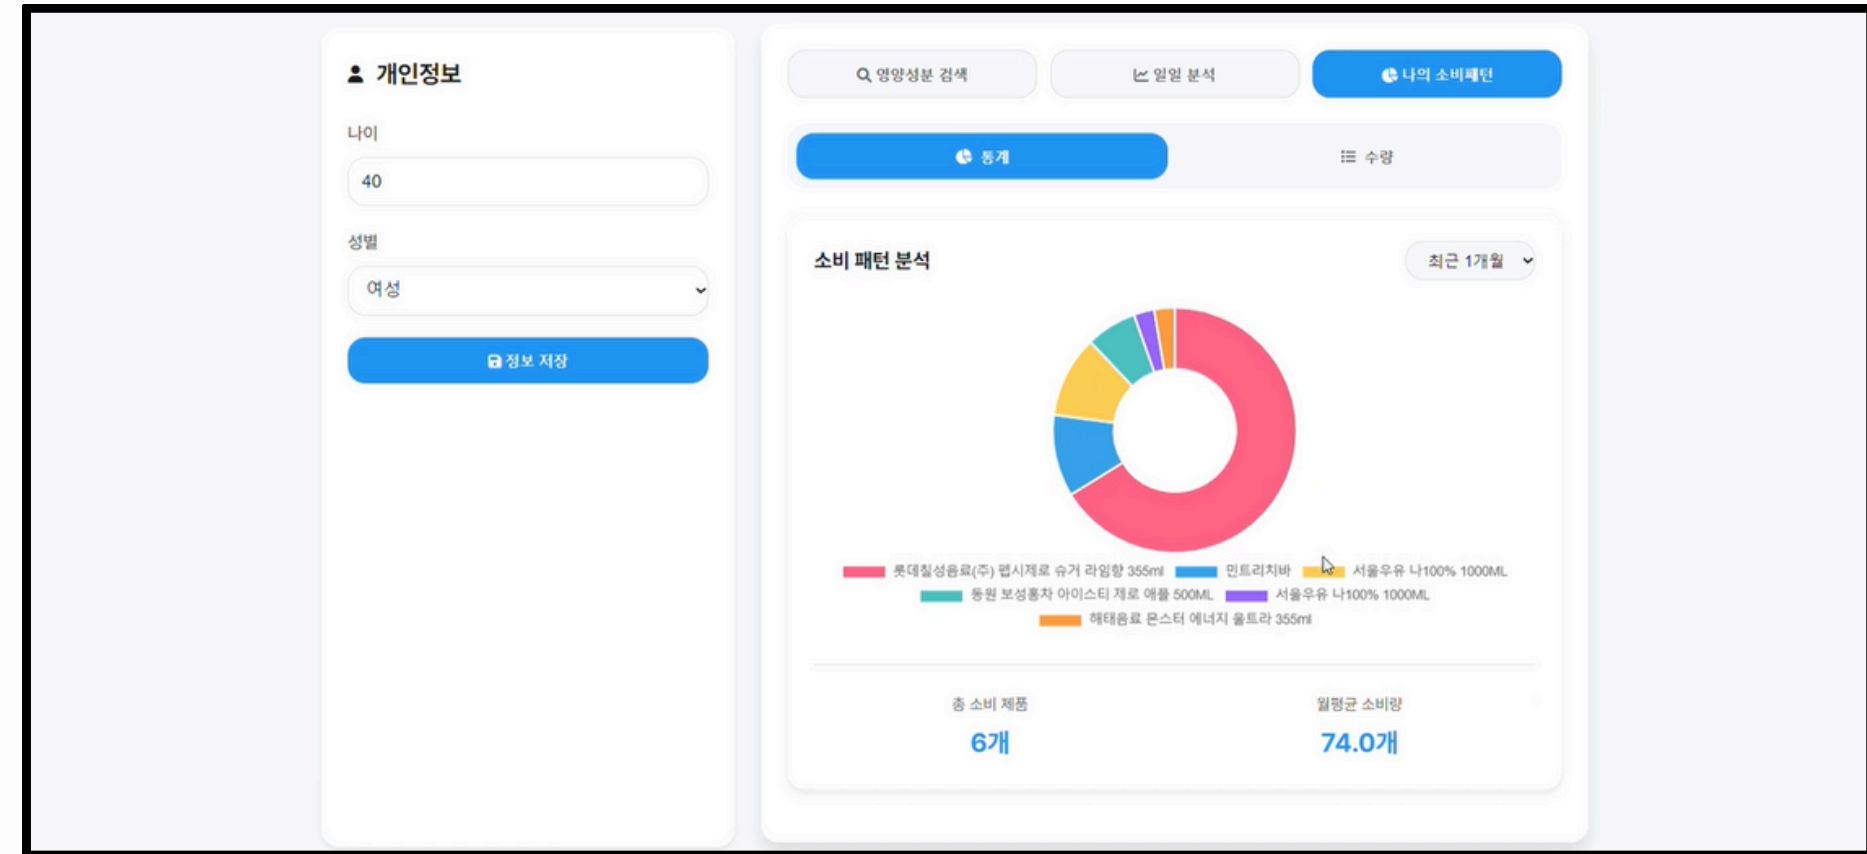 개인정보
나이
40
성별
여성
정보 저장
영양성분 검색
일일 분석
나의 소비패턴
통계
수량
소비 패턴 분석
최근 1개월
롯데칠성음료(주) 펩시제로 슈거 라임향 355ml 민트리치바 서울우유 나100% 1000ML
동원 보성홍차 아이스티 제로 애플 500ML 서울우유 나100% 1000ML
해태음료 몬스터 에너지 울트라 355ml
총 소비 제품
6개
월평균 소비량
74.0개